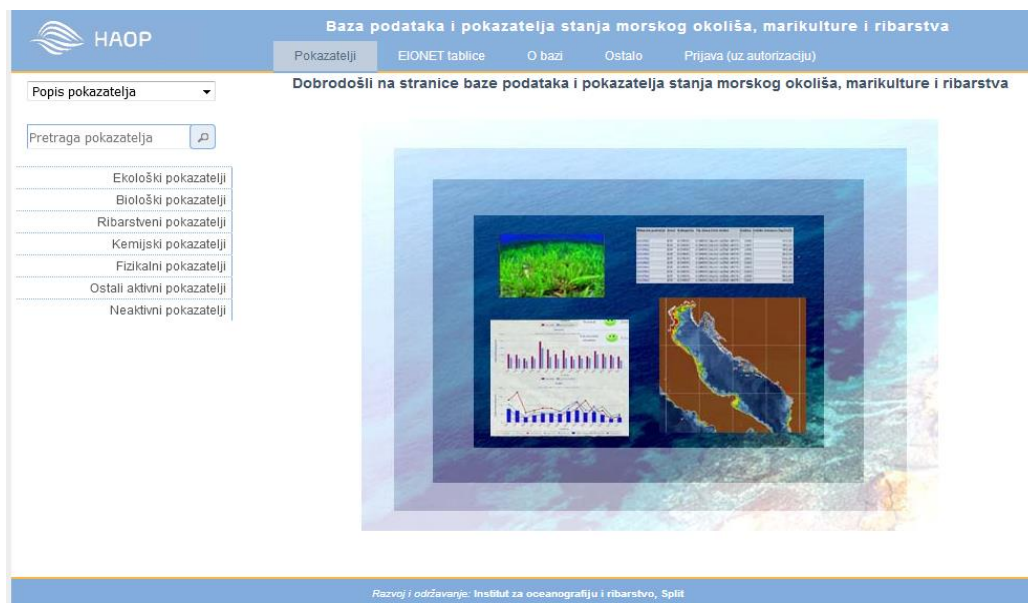 HAOP
Baza podataka i pokazatelja stanja morskog okoliša, marikulture i ribarstva
Pokazatelji EIONET tablice O bazi Ostalo Prijava (uz autorizaciju)
Popis pokazatelja
Dobrodošli na stranice baze podataka i pokazatelja stanja morskog okoliša, marikulture i ribarstva
Pretraga pokazatelja
Ekološki pokazatelji
Biološki pokazatelji
Ribarstveni pokazatelji
Kemijski pokazatelji
Fizikalni pokazatelji
Ostali aktivni pokazatelji
Neaktivni pokazatelji
Razvoj i održavanje: Institut za oceanografiju i ribarstvo, Split